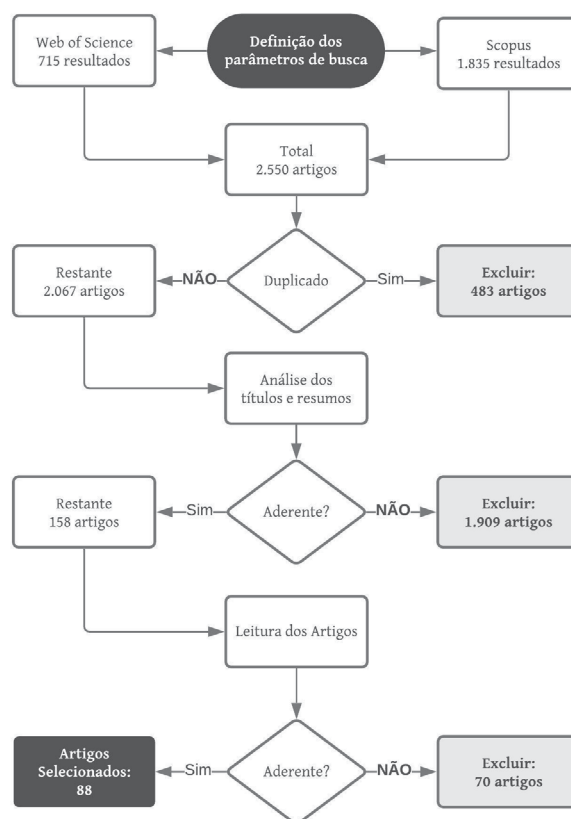 Web of Science
715 resultados
Definição dos
parâmetros de busca
Scopus
1.835 resultados
Total
2.550 artigos
Restante
2.067 artigos
NÃO
Duplicado
Sim
Excluir:
483 artigos
Análise dos
títulos e resumos
Restante
158 artigos
Sim
Aderente?
NÃO
Excluir:
1.909 artigos
Leitura dos Artigos
Artigos
Selecionados:
88
Sim
Aderente?
NÃO
Excluir:
70 artigos